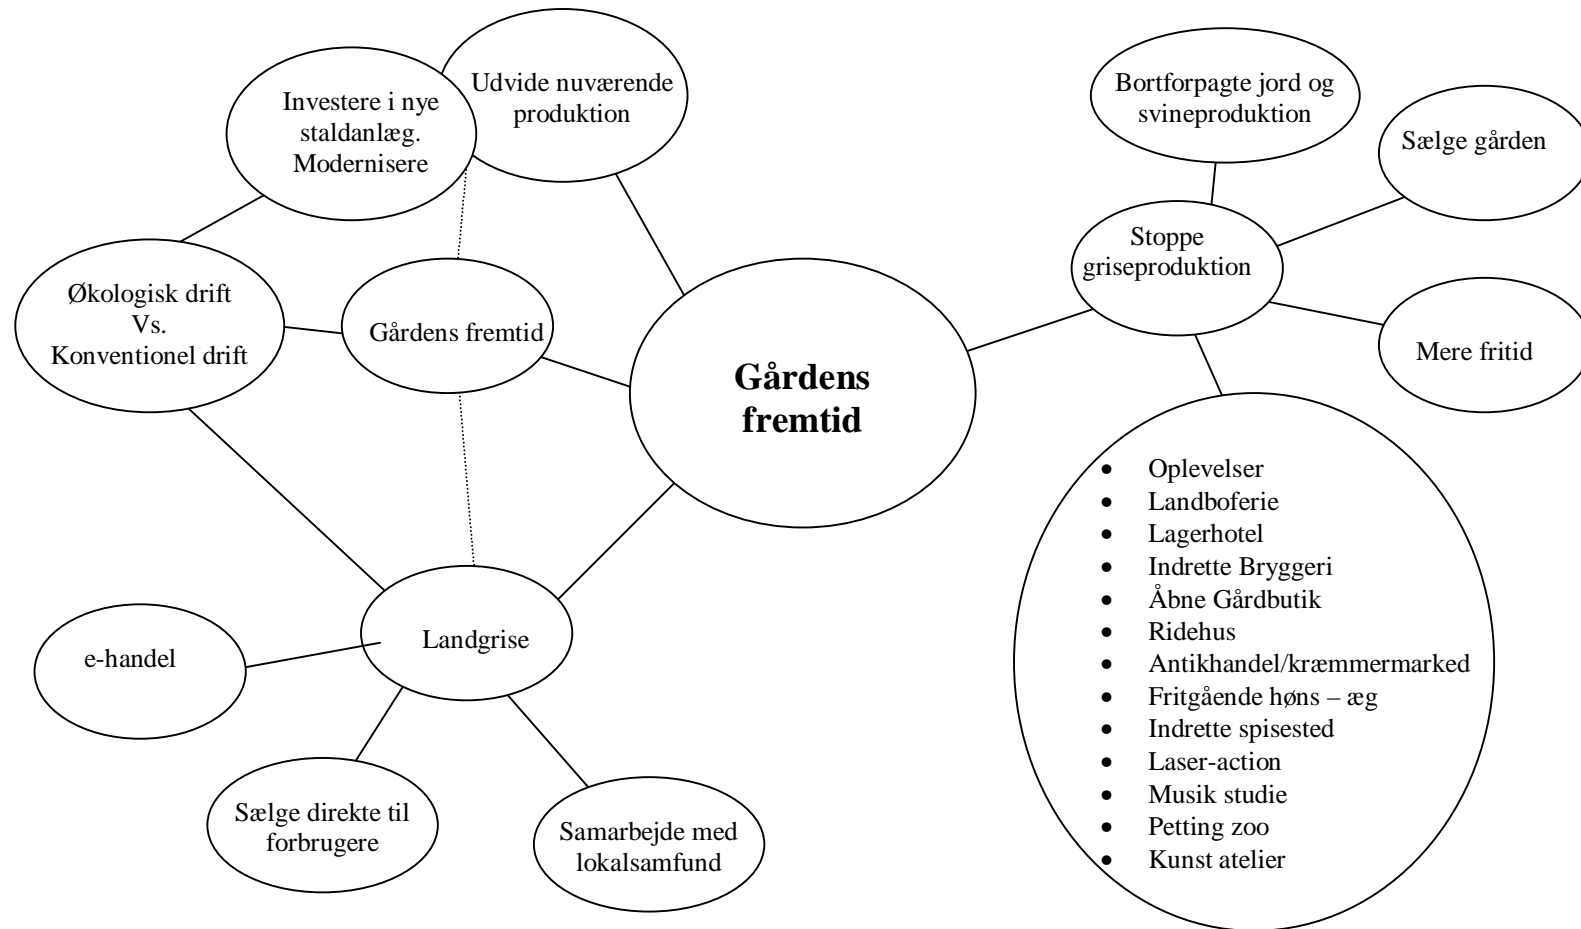 Udvide nuværende
produktion
Investere i nye
staldanlæg.
Modernisere
Bortforpagte jord og
svineproduktion
Sælge gården
Stoppe
griseproduktion
Økologisk drift
Vs.
Konventionel drift
Gårdens fremtid
Gårdens
fremtid
Mere fritid
• Oplevelser
• Landboferie
• Lagerhotel
• Indrette Bryggeri
• Åbne Gårdbutik
• Ridehus
• Antikhandel/kræmmermarked
• Fritgående høns – æg
• Indrette spisested
• Laser-action
• Musik studie
• Petting zoo
• Kunst atelier
Landgrise
e-handel
Sælge direkte til
forbrugere
Samarbejde med
lokalsamfund